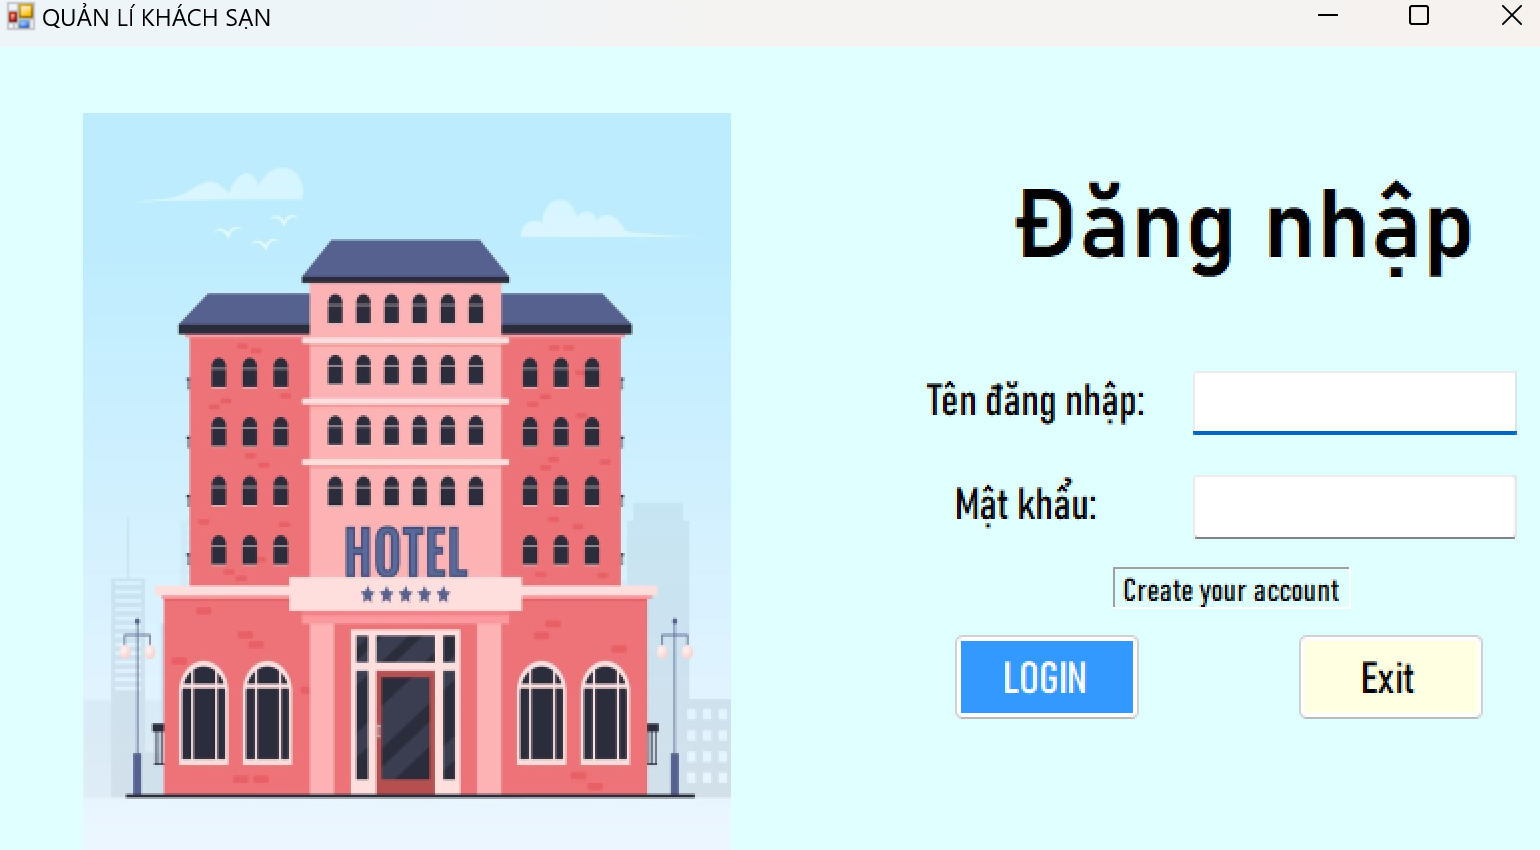 QUẢN LÍ KHÁCH SẠN
Đăng nhập
Tên đăng nhập:
Mật khẩu:
Create your account
LOGIN
Exit
HOTEL